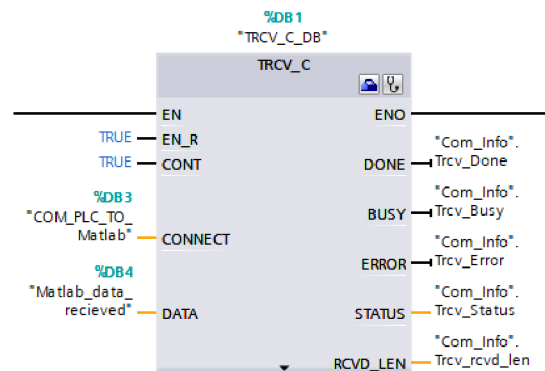 %DB1
"TRCV_C_DB"
TRCV_C
EN
ENO
TRUE
EN_R
"Com_Info".
TRUE
CONT
DONE
Trcv_Done
"Com_Info".
%DB3
BUSY
Trcv_Busy
"COM_PLC_TO_
Matlab"
CONNECT
"Com_Info".
ERROR
Trcv_Error
%DB4
"Matlab_data_
recieved"
DATA
"Com_Info".
STATUS
Trcv_Status
"Com_Info".
RCVD_LEN
Trcv_rcvd_len